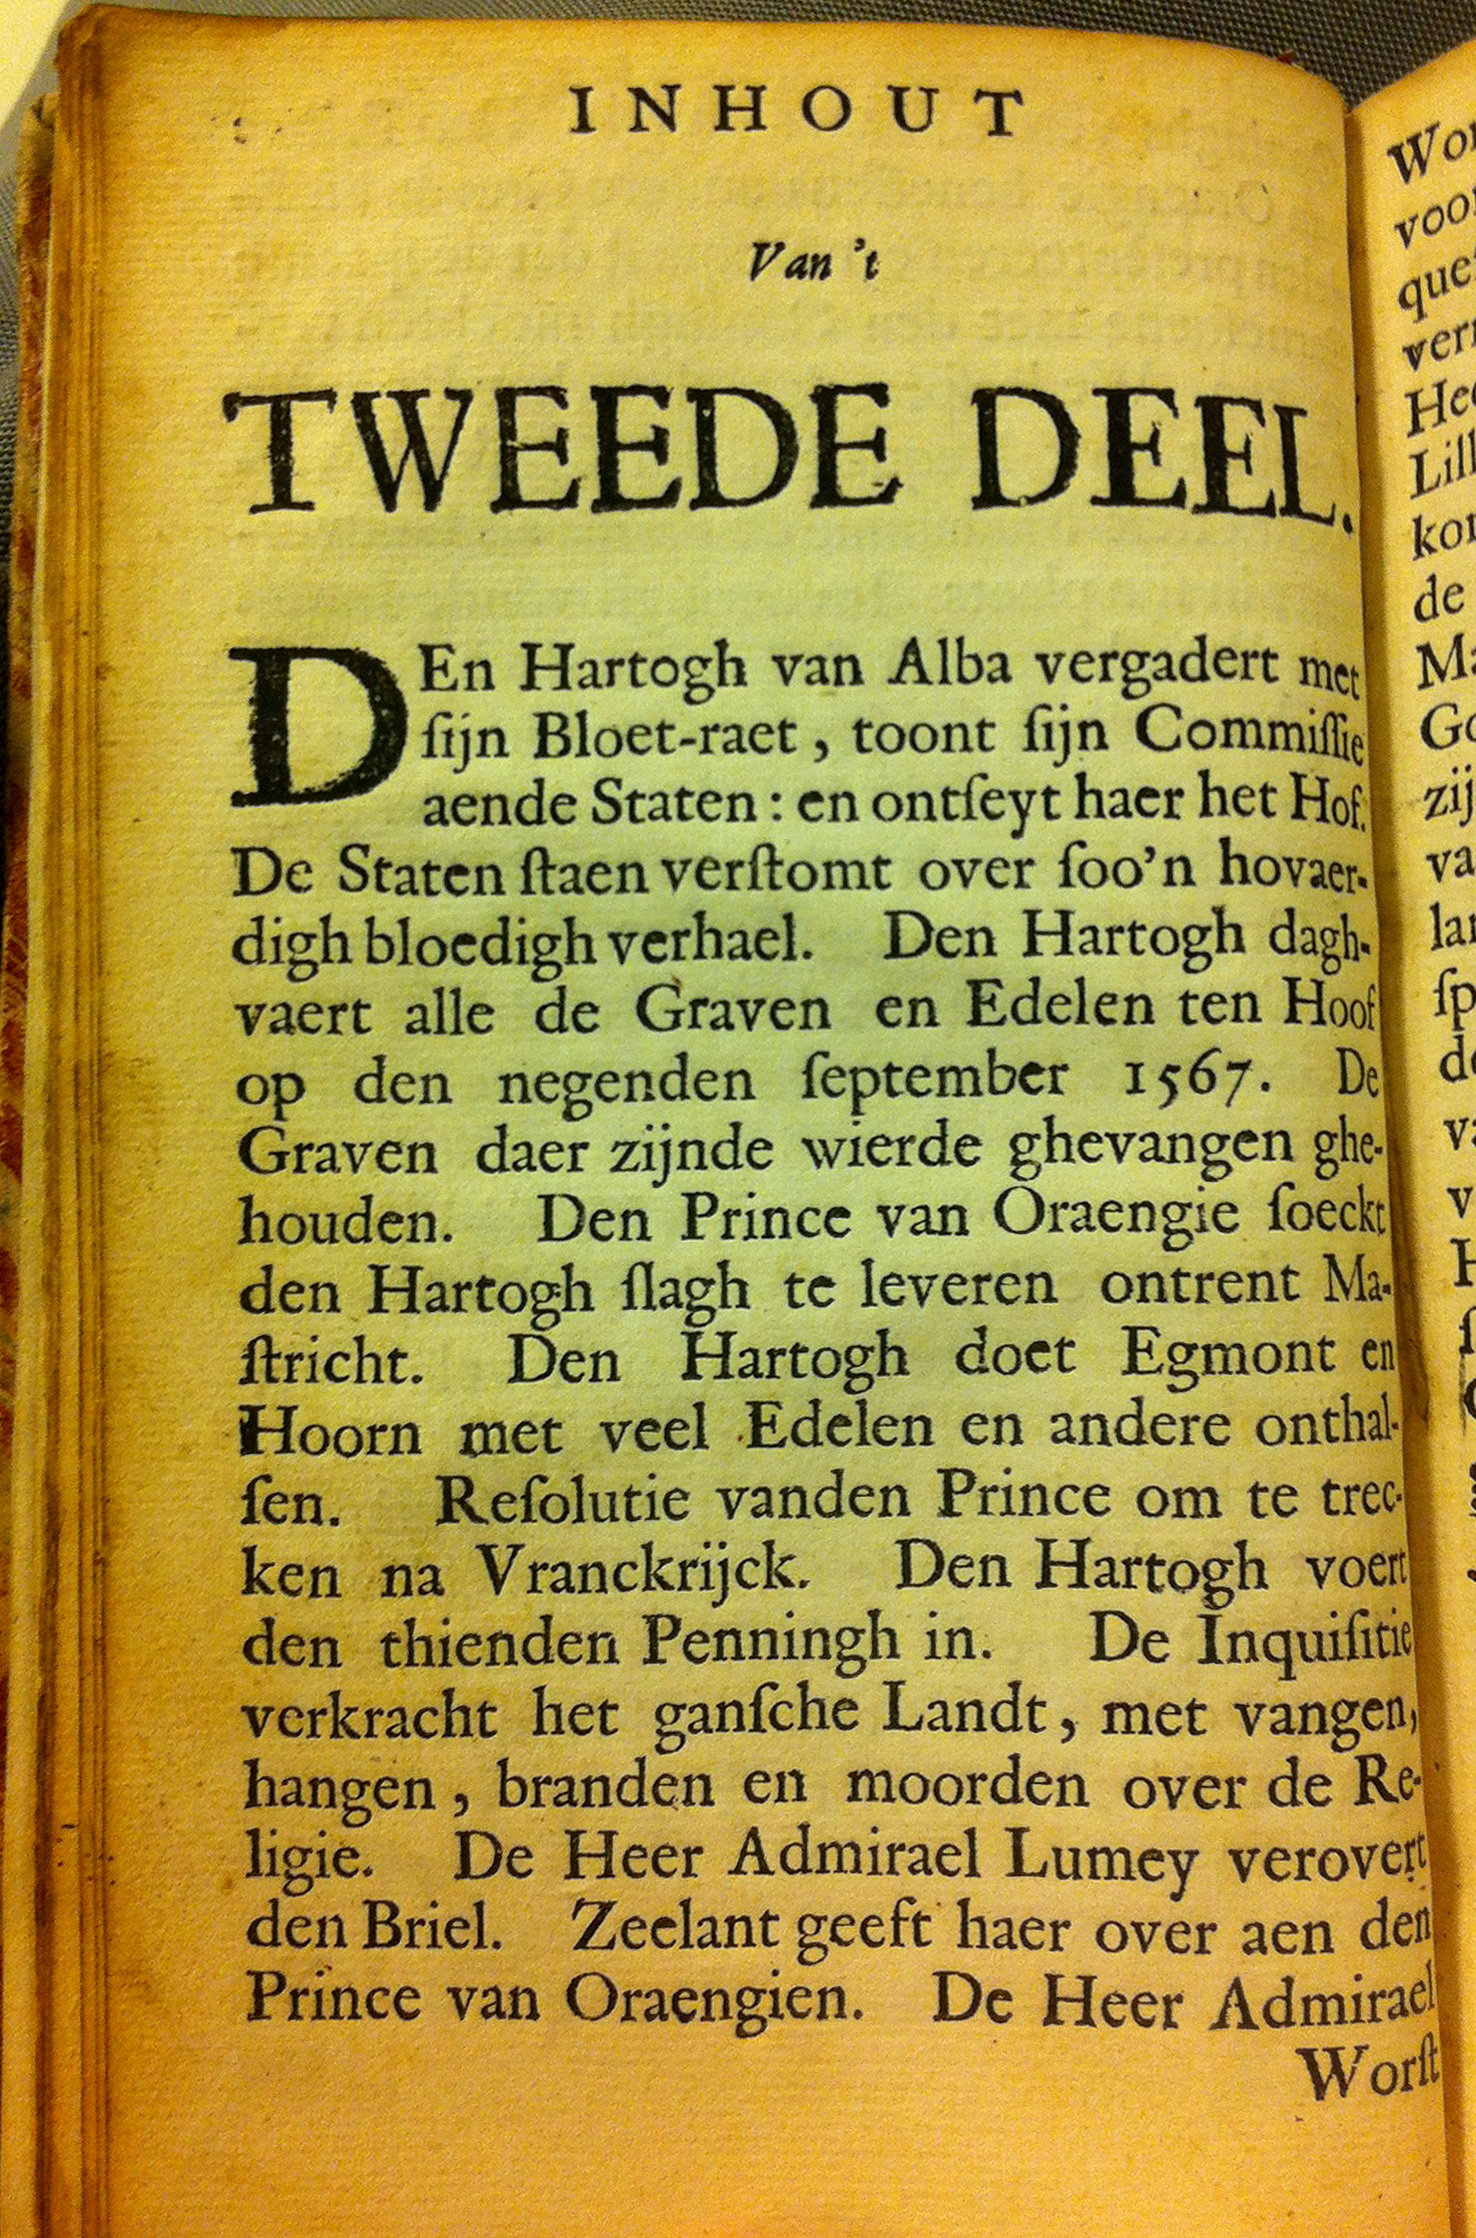 INHOUT
Van 't
TWEEDE DEEL.
DEn Hartogh van Alba vergadert met
ſijn Bloet-raet, toont ſijn Commiſſie
aende Staten: en ontſeyt haer het Hof.
De Staten ſtaen verſtomt over ſoo'n hovaer-
digh bloedigh verhael. Den Hartogh dagh-
vaert alle de Graven en Edelen ten Hoof
op den negenden ſeptember 1567. De
Graven daer zijnde wierde ghevangen ghe-
houden. Den Prince van Oraengie ſoeckt
den Hartogh ſlagh te leveren ontrent Ma-
ſtricht. Den Hartogh doet Egmont en
Hoorn met veel Edelen en andere onthal-
ſen. Reſolutie vanden Prince om te trec-
ken na Vranckrijck. Den Hartogh voert
den thienden Penningh in. De Inquiſitie
verkracht het ganſche Landt, met vangen,
hangen, branden en moorden over de Re-
ligie. De Heer Admirael Lumey verovert
den Briel. Zeelant geeft haer over aen den
Prince van Oraengien. De Heer Admirael
Worſt